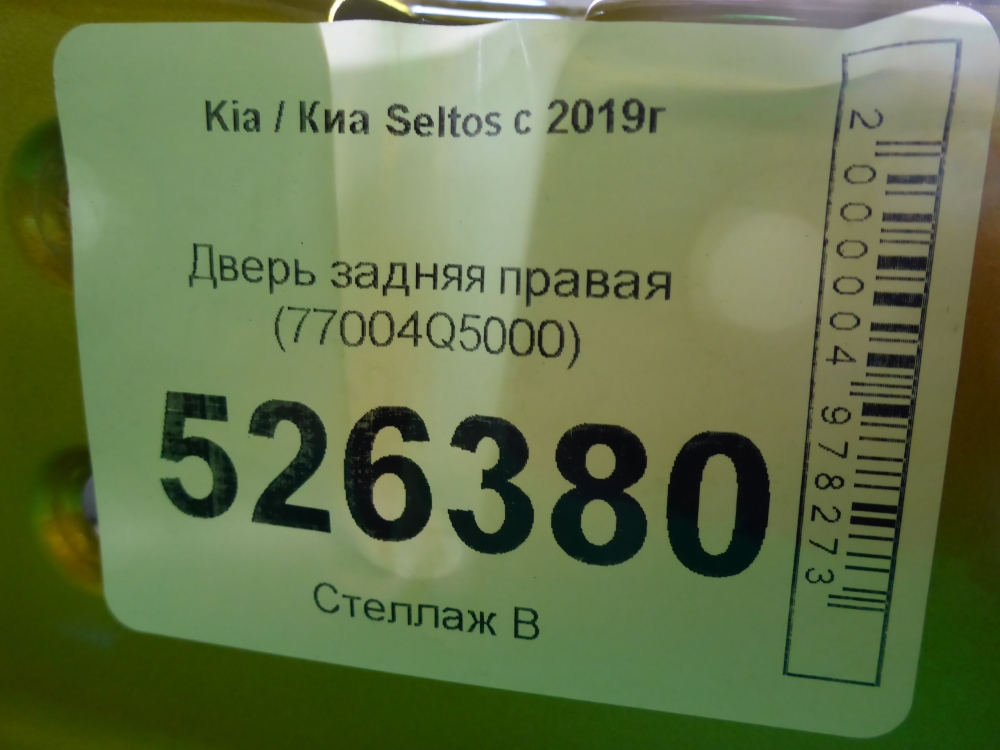 Kia / Киа Seltos с 2019г
Дверь задняя правая
(77004Q5000)
526380
Стеллаж В
2000004978273